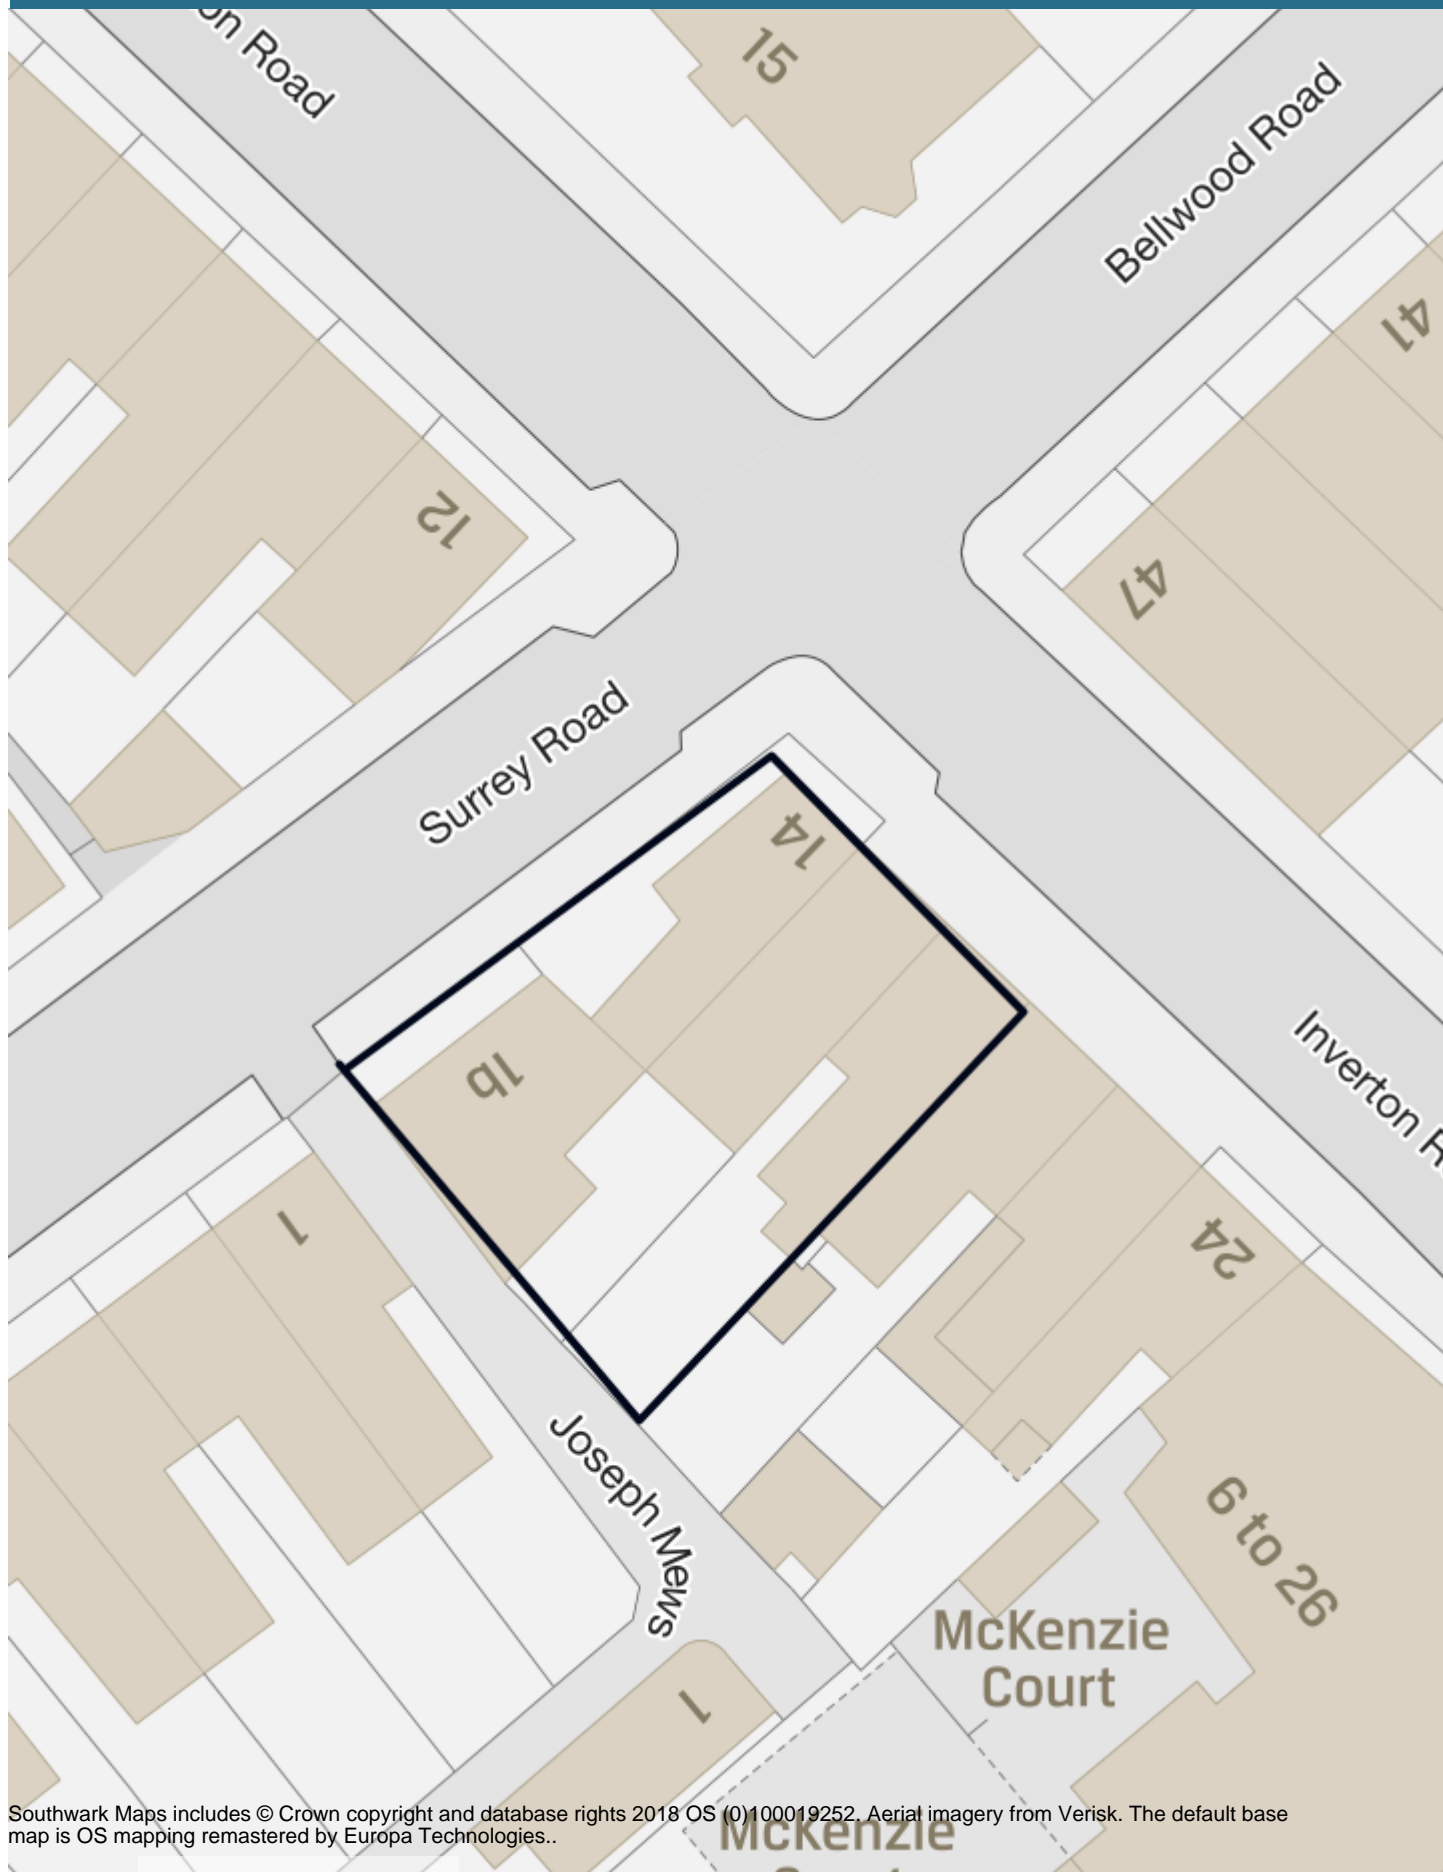 on Road
15
Bellwood Road
41
12
47
Surrey Road
14
Inverton R
1b
1
24
Joseph Mews
6 to 26
McKenzie
Court
1
Southwark Maps includes © Crown copyright and database rights 2018 OS (0)100019252. Aerial imagery from Verisk. The default base
map is OS mapping remastered by Europa Technologies..
McKenzie